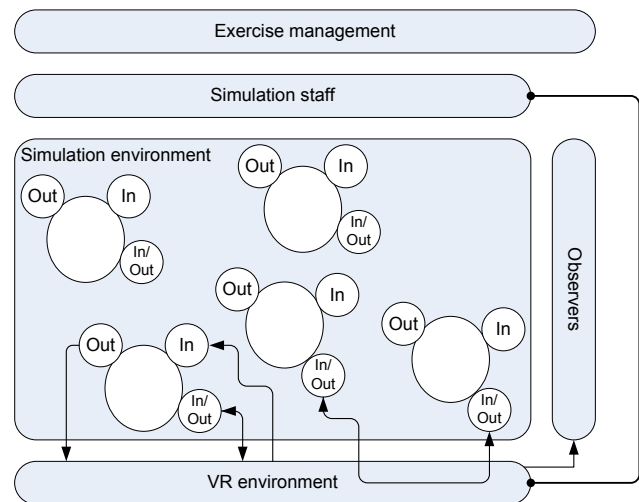 Exercise management
Simulation staff
Simulation environment
Out
In
In/
Out
Out
In
In/
Out
Out
In
In/
Out
Out
In
In/
Out
Out
In
In/
Out
Observers
VR environment